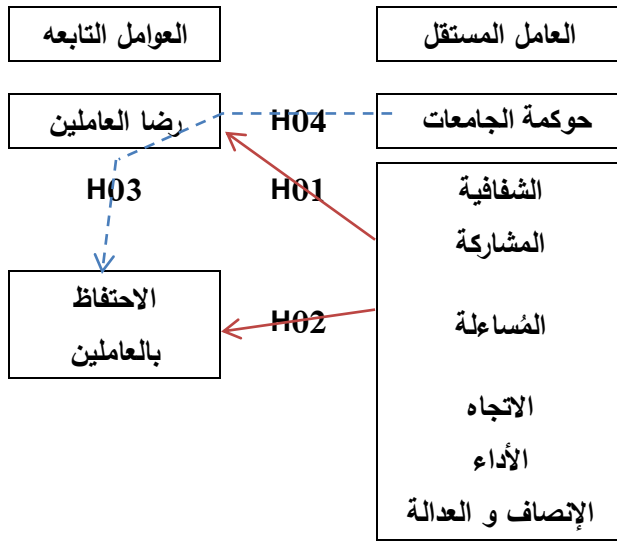 العامل المستقل
العوامل التابعه
حوكمة الجامعات
H04
رضا العاملين
الشفافية
H01
H03
المشاركة
الاحتفاظ
بالعاملين
المُساءلة
H02
الاتجاه
الأداء
الإنصاف و العدالة